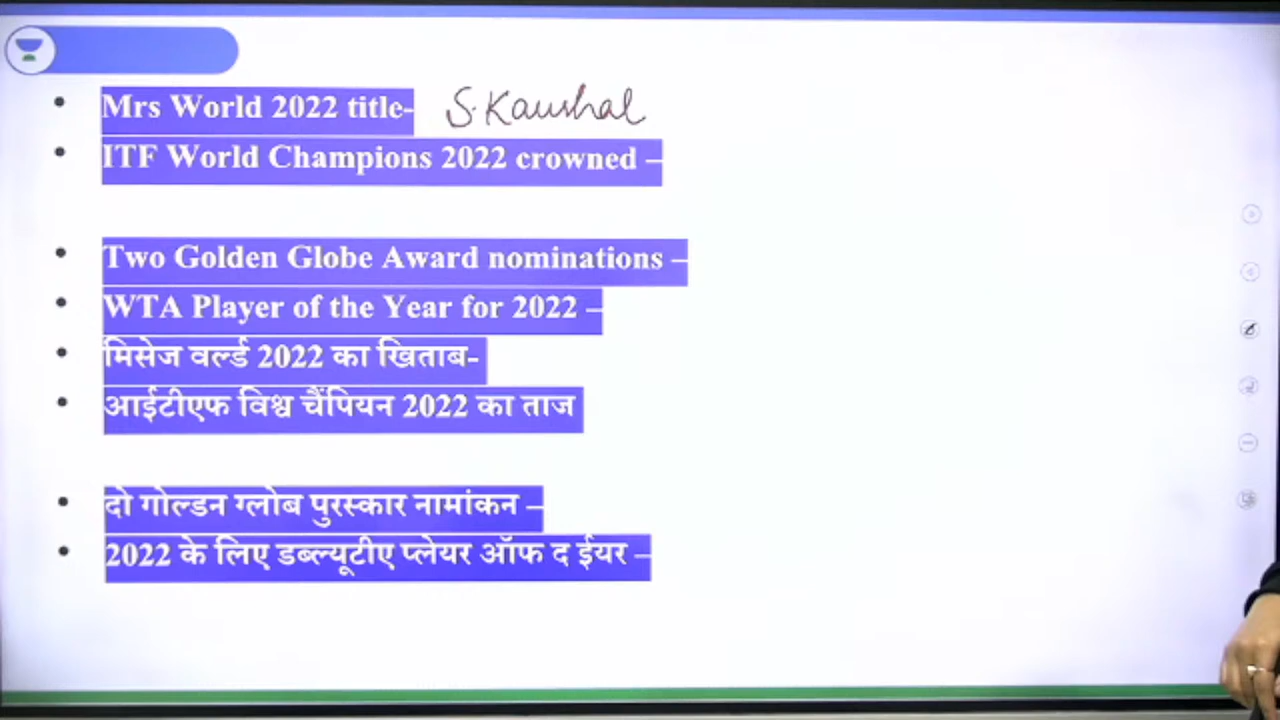 • Mrs World 2022 title- S. Kaushal
• ITF World Champions 2022 crowned –
• Two Golden Globe Award nominations –
• WTA Player of the Year for 2022 –
• मिसेज वर्ल्ड 2022 का खिताब-
• आईटीएफ विश्व चैंपियन 2022 का ताज
• दो गोल्डन ग्लोब पुरस्कार नामांकन –
• 2022 के लिए डब्ल्यूटीए प्लेयर ऑफ द ईयर –